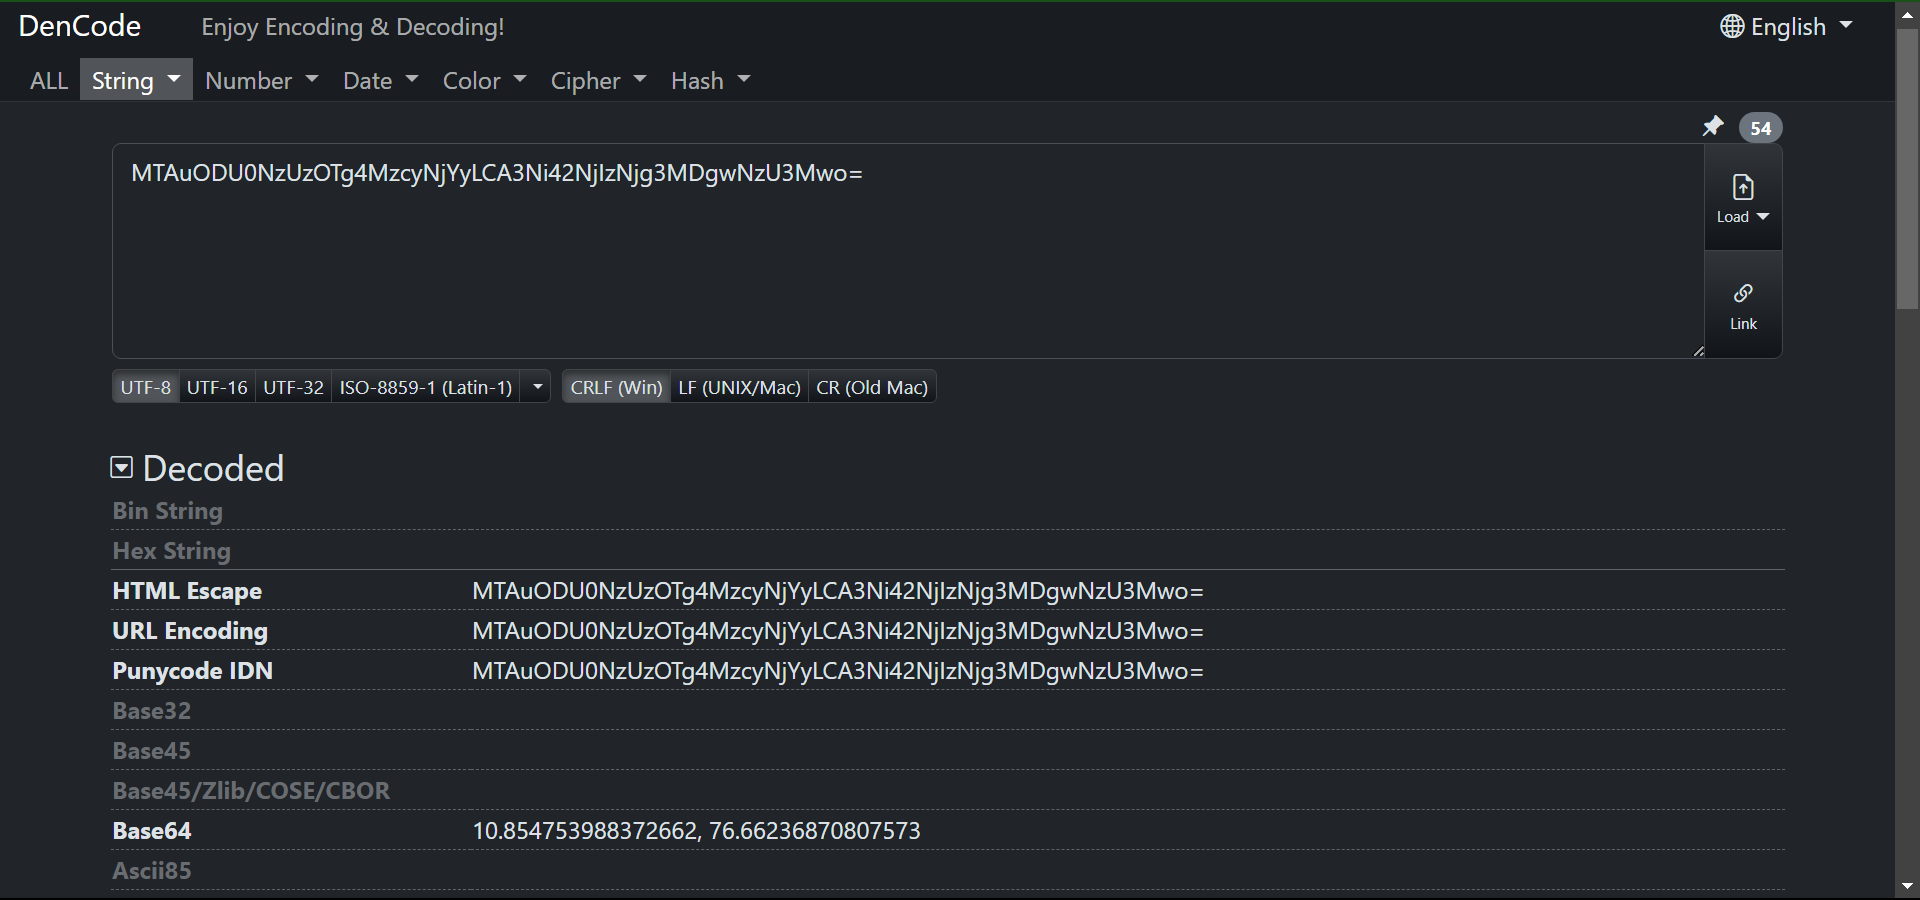 DenCode Enjoy Encoding & Decoding! English
ALL String Number Date Color Cipher Hash
54
MTAuODU0NzUzOTg4MzcyNjYyLCA3Ni42NjIzNjg3MDgwNzU3Mwo=
Load
Link
UTF-8 UTF-16 UTF-32 ISO-8859-1 (Latin-1) CRLF (Win) LF (UNIX/Mac) CR (Old Mac)
Decoded
Bin String
Hex String
HTML Escape MTAuODU0NzUzOTg4MzcyNjYyLCA3Ni42NjIzNjg3MDgwNzU3Mwo=
URL Encoding MTAuODU0NzUzOTg4MzcyNjYyLCA3Ni42NjIzNjg3MDgwNzU3Mwo=
Punycode IDN MTAuODU0NzUzOTg4MzcyNjYyLCA3Ni42NjIzNjg3MDgwNzU3Mwo=
Base32
Base45
Base45/Zlib/COSE/CBOR
Base64 10.854753988372662, 76.66236870807573
Ascii85